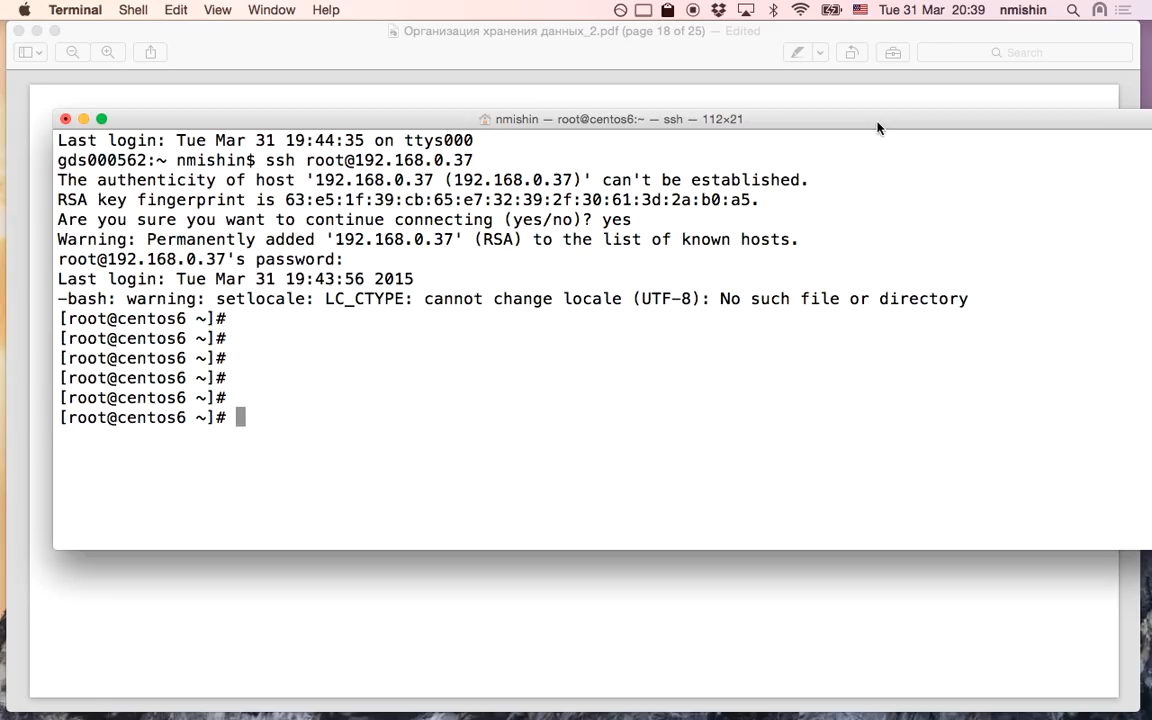 Terminal Shell Edit View Window Help Tue 31 Mar 20:39 nmishin
Организация хранения данных_2.pdf (page 18 of 25) — Edited
Search
nmishin — root@centos6:~ — ssh — 112×21
Last login: Tue Mar 31 19:44:35 on ttys000
gds000562:~ nmishin$ ssh root@192.168.0.37
The authenticity of host '192.168.0.37 (192.168.0.37)' can't be established.
RSA key fingerprint is 63:e5:1f:39:cb:65:e7:32:39:2f:30:61:3d:2a:b0:a5.
Are you sure you want to continue connecting (yes/no)? yes
Warning: Permanently added '192.168.0.37' (RSA) to the list of known hosts.
root@192.168.0.37's password:
Last login: Tue Mar 31 19:43:56 2015
-bash: warning: setlocale: LC_CTYPE: cannot change locale (UTF-8): No such file or directory
[root@centos6 ~]#
[root@centos6 ~]#
[root@centos6 ~]#
[root@centos6 ~]#
[root@centos6 ~]#
[root@centos6 ~]#